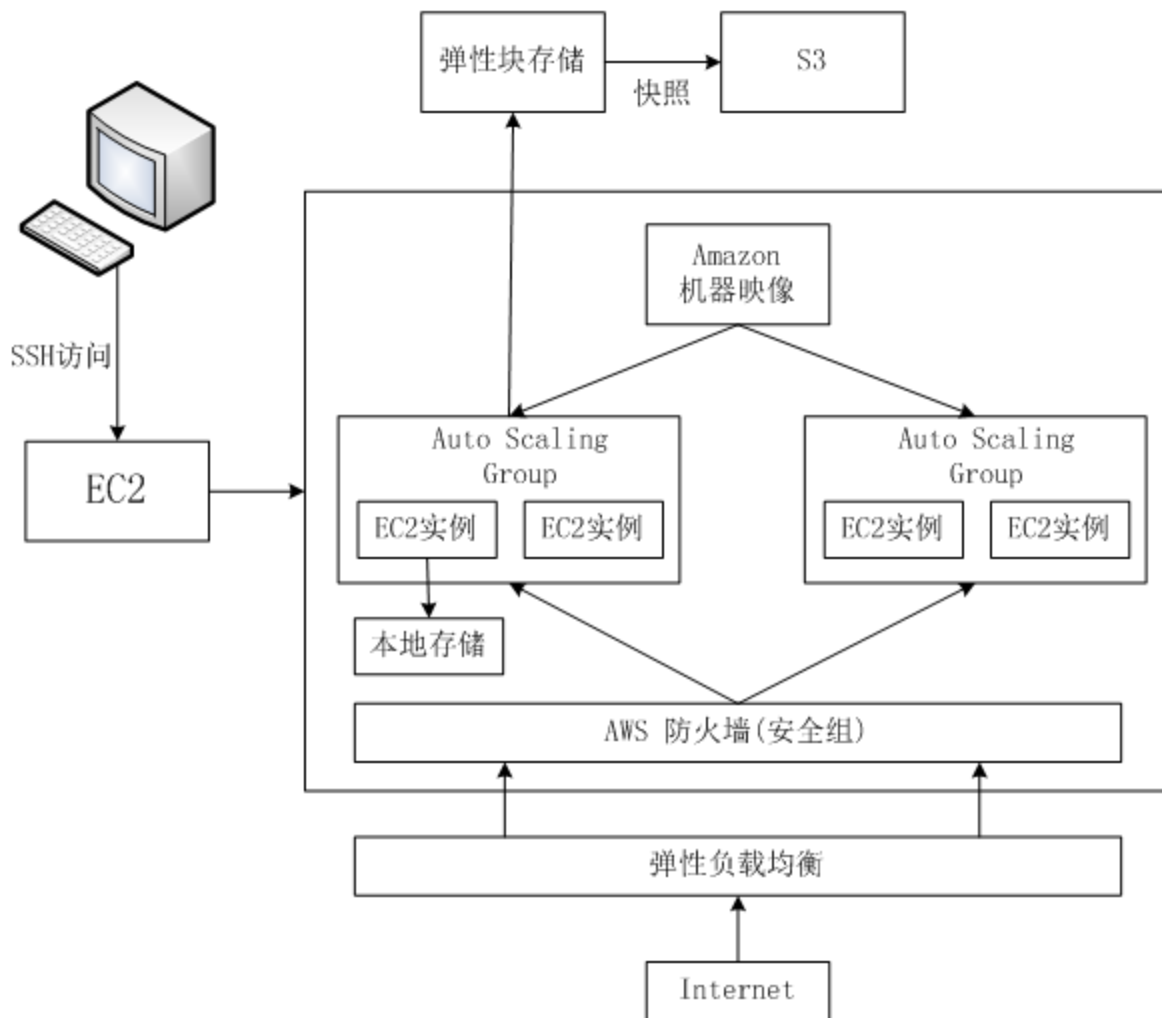 弹性块存储
快照
S3
Amazon
机器映像
SSH访问
EC2
Auto Scaling
Group
EC2实例
EC2实例
Auto Scaling
Group
EC2实例
EC2实例
本地存储
AWS 防火墙(安全组)
弹性负载均衡
Internet